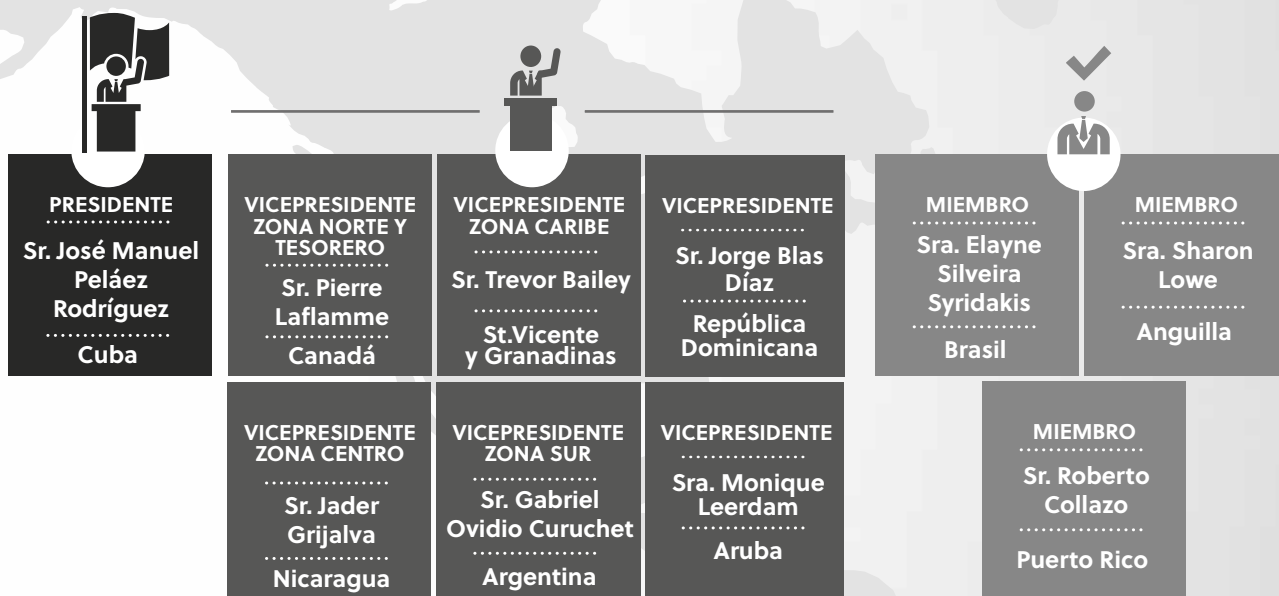 PRESIDENTE
Sr. José Manuel
Peláez
Rodríguez
Cuba
VICEPRESIDENTE
ZONA NORTE Y
TESORERO
Sr. Pierre
Laflamme
Canadá
VICEPRESIDENTE
ZONA CARIBE
Sr. Trevor Bailey
St.Vicente
y Granadinas
VICEPRESIDENTE
Sr. Jorge Blas
Díaz
República
Dominicana
MIEMBRO
Sra. Elayne
Silveira
Syridakis
Brasil
MIEMBRO
Sra. Sharon
Lowe
Anguilla
VICEPRESIDENTE
ZONA CENTRO
Sr. Jader
Grijalva
Nicaragua
VICEPRESIDENTE
ZONA SUR
Sr. Gabriel
Ovidio Curuchet
Argentina
VICEPRESIDENTE
Sra. Monique
Leerdam
Aruba
MIEMBRO
Sr. Roberto
Collazo
Puerto Rico